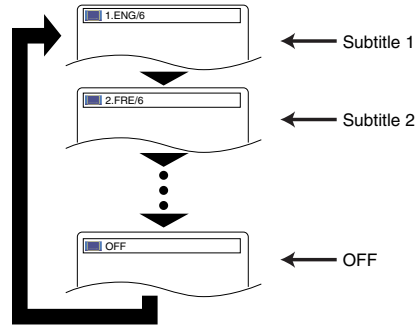 1.ENG/6
Subtitle 1
2.FRE/6
Subtitle 2
OFF
OFF